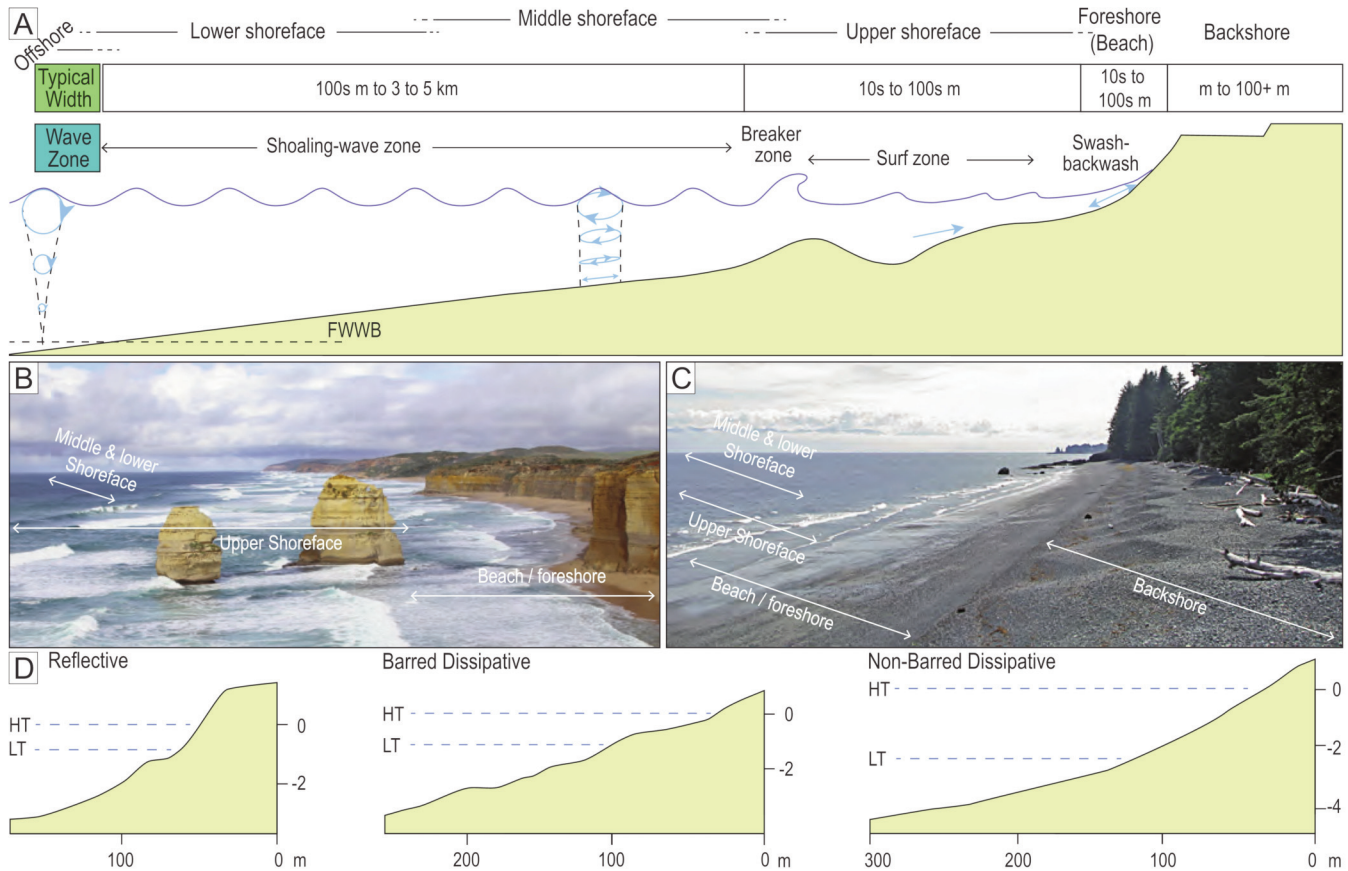 A
Offshore
Lower shoreface
Middle shoreface
Upper shoreface
Foreshore
(Beach)
Backshore
Typical
Width
100s m to 3 to 5 km
10s to 100s m
10s to
100s m
m to 100+ m
Wave
Zone
Shoaling-wave zone
Breaker
zone
Surf zone
Swash-
backwash
FWWB
B
Middle & lower
Shoreface
Upper Shoreface
Beach / foreshore
C
Middle & lower
Shoreface
Upper Shoreface
Beach / foreshore
Backshore
D
Reflective
HT
LT
0
-2
100
0 m
Barred Dissipative
HT
LT
0
-2
200
100
0 m
Non-Barred Dissipative
HT
LT
0
-2
-4
300
200
100
0 m